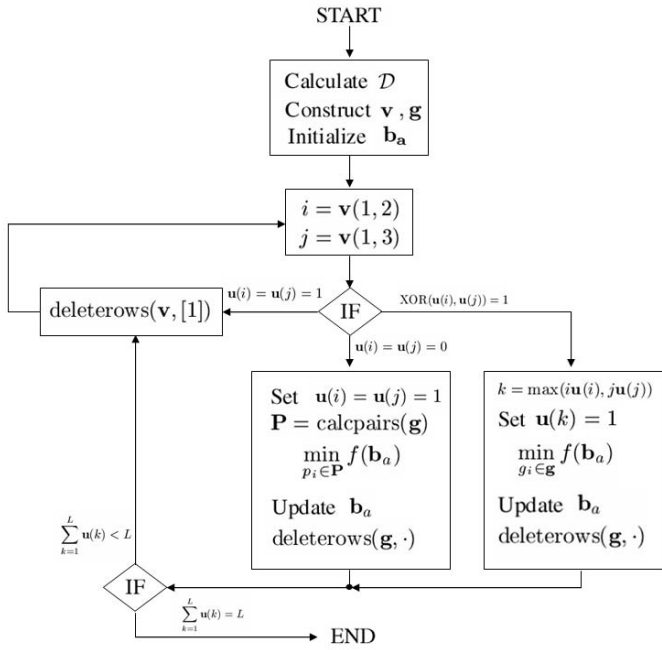 START
Calculate 𝒟
Construct v , g
Initialize b_a
i = v(1, 2)
j = v(1, 3)
u(i) = u(j) = 1
XOR(u(i), u(j)) = 1
deleterows(v, [1])
IF
u(i) = u(j) = 0
Set u(i) = u(j) = 1
P = calcpairs(g)
min_{p_i∈P} f(b_a)
Update b_a
deleterows(g, ·)
k = max(iu(i), ju(j))
Set u(k) = 1
min_{g_i∈g} f(b_a)
Update b_a
deleterows(g, ·)
∑_{k=1}^{L} u(k) < L
IF
∑_{k=1}^{L} u(k) = L
END